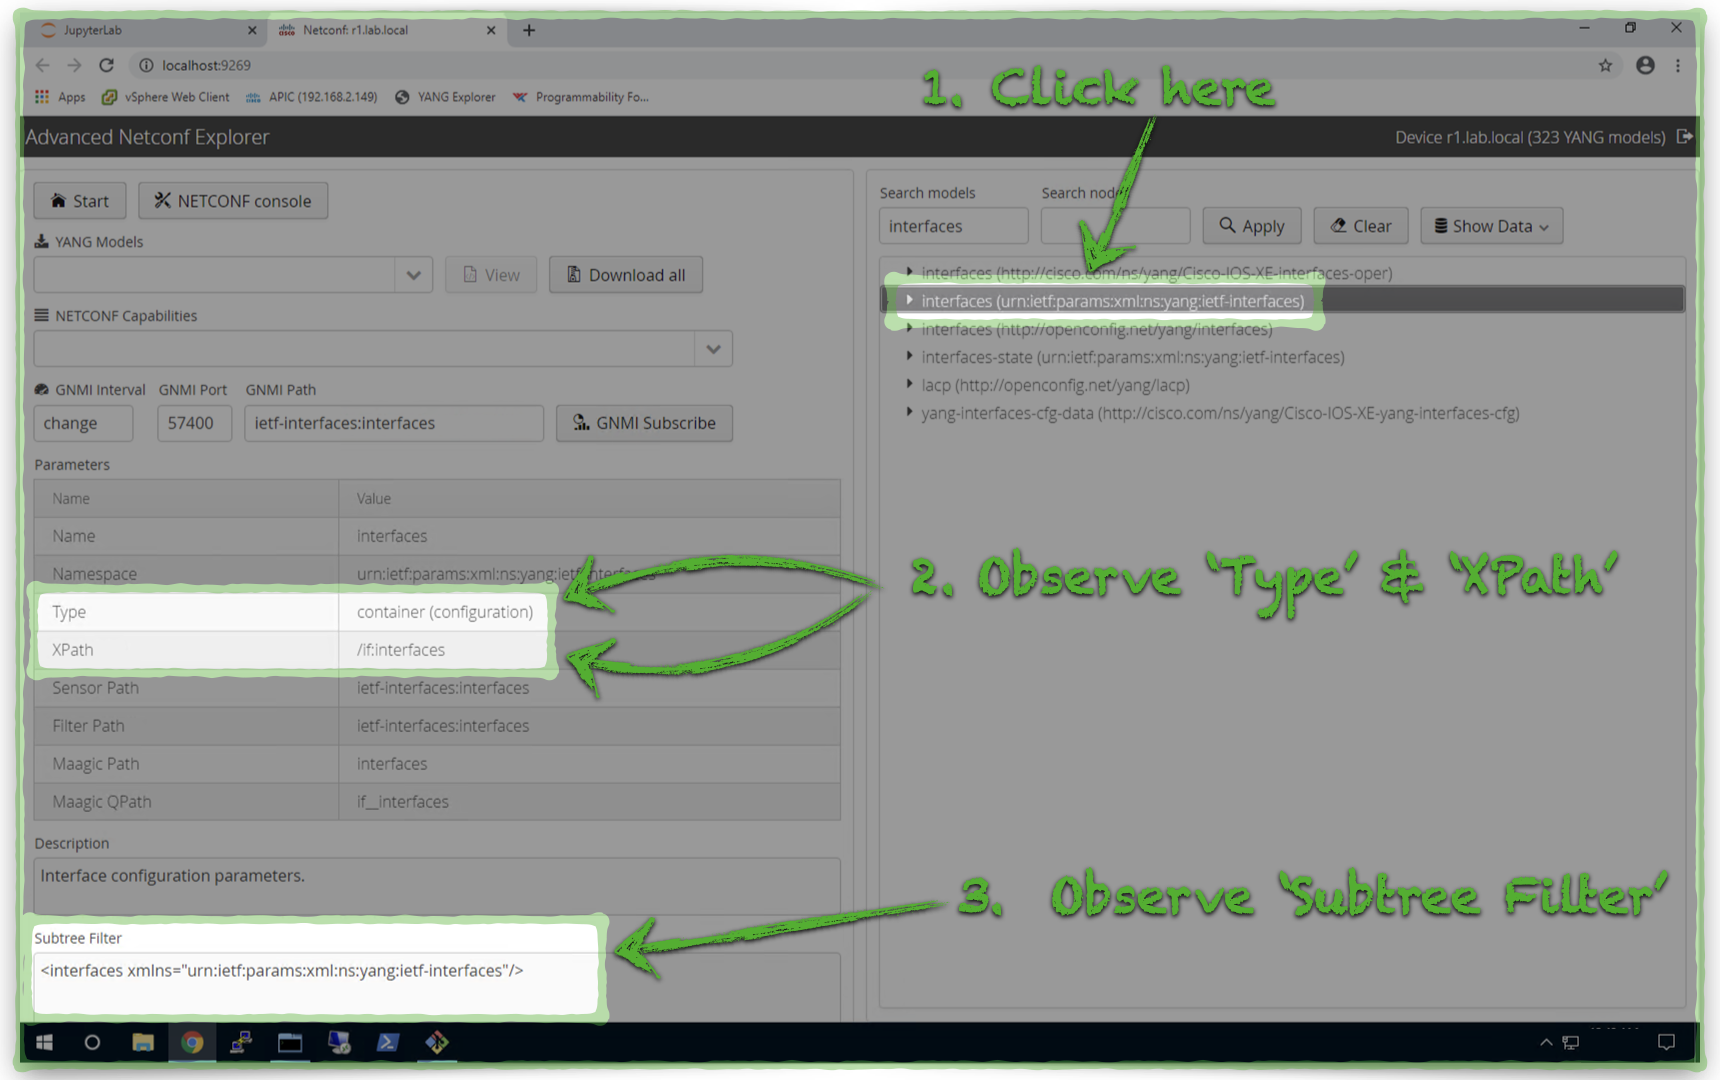 JupyterLab
Netconf: r1.lab.local
localhost:9269
Apps
vSphere Web Client
APIC (192.168.2.149)
YANG Explorer
Programmability Fo...
1. Click here
Advanced Netconf Explorer
Device r1.lab.local (323 YANG models)
Start
NETCONF console
YANG Models
View
Download all
NETCONF Capabilities
GNMI Interval GNMI Port GNMI Path
change 57400 ietf-interfaces:interfaces GNMI Subscribe
Parameters
Name Value
Name interfaces
Namespace urn:ietf:params:xml:ns:yang:ietf-interfaces
Type container (configuration)
XPath /if:interfaces
Sensor Path ietf-interfaces:interfaces
Filter Path ietf-interfaces:interfaces
Maagic Path interfaces
Maagic QPath if__interfaces
Description
Interface configuration parameters.
Subtree Filter
<interfaces xmlns="urn:ietf:params:xml:ns:yang:ietf-interfaces"/>
Search models Search nodes
interfaces Apply Clear Show Data
interfaces (http://cisco.com/ns/yang/Cisco-IOS-XE-interfaces-oper)
interfaces (urn:ietf:params:xml:ns:yang:ietf-interfaces)
interfaces (http://openconfig.net/yang/interfaces)
interfaces-state (urn:ietf:params:xml:ns:yang:ietf-interfaces)
lacp (http://openconfig.net/yang/lacp)
yang-interfaces-cfg-data (http://cisco.com/ns/yang/Cisco-IOS-XE-yang-interfaces-cfg)
2. Observe 'Type' & 'XPath'
3. Observe 'Subtree Filter'